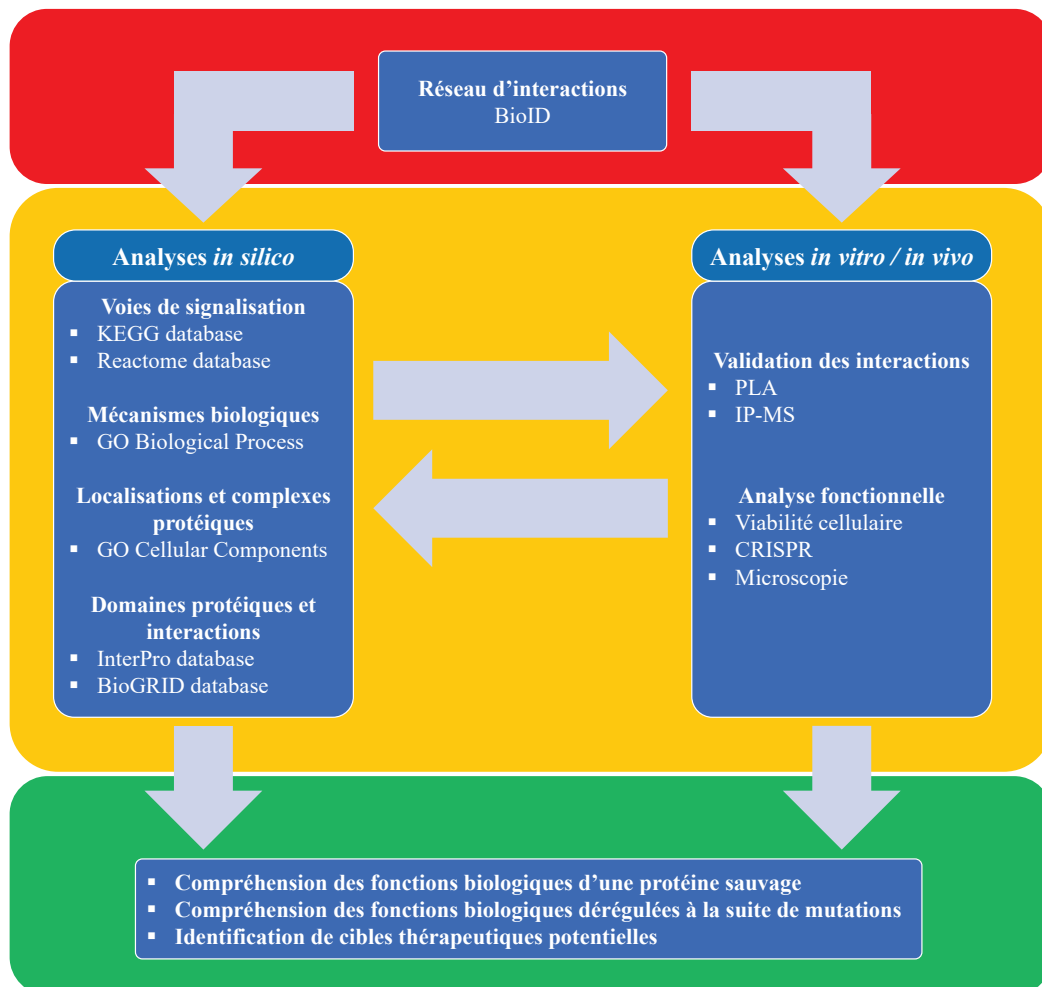 Réseau d’interactions
BioID
Analyses in silico
Voies de signalisation
▪ KEGG database
▪ Reactome database
Mécanismes biologiques
▪ GO Biological Process
Localisations et complexes
protéiques
▪ GO Cellular Components
Domaines protéiques et
interactions
▪ InterPro database
▪ BioGRID database
Analyses in vitro / in vivo
Validation des interactions
▪ PLA
▪ IP-MS
Analyse fonctionnelle
▪ Viabilité cellulaire
▪ CRISPR
▪ Microscopie
▪ Compréhension des fonctions biologiques d’une protéine sauvage
▪ Compréhension des fonctions biologiques dérégulées à la suite de mutations
▪ Identification de cibles thérapeutiques potentielles